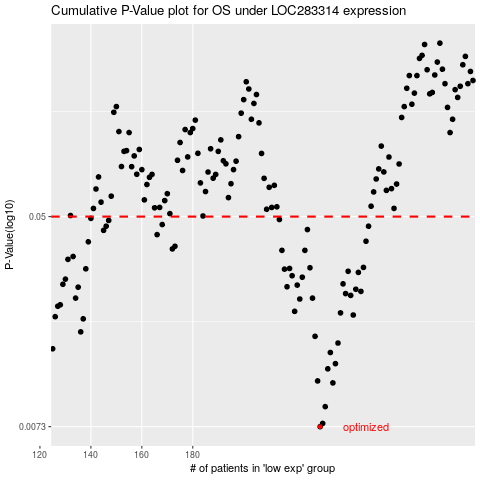 Cumulative P-Value plot for OS under LOC283314 expression
P-Value(log10)
0.05
0.0073
optimized
120 140 160 180
# of patients in 'low exp' group